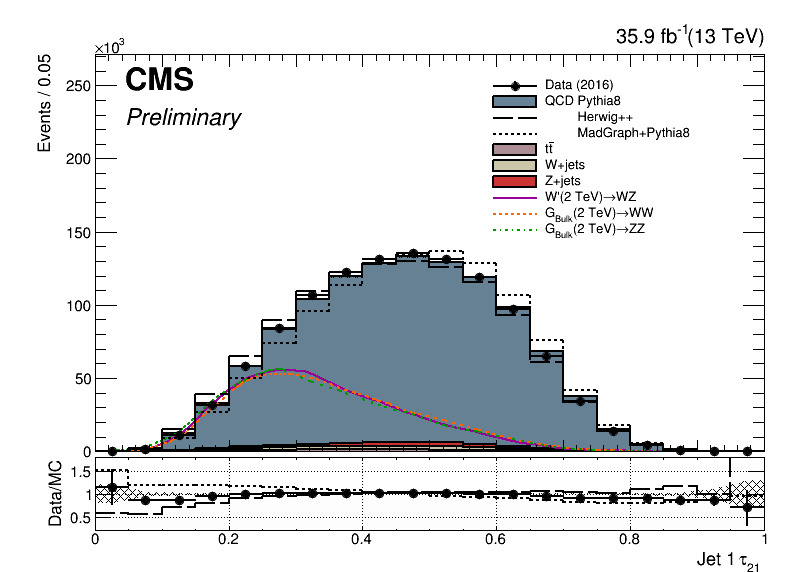 ×10³
35.9 fb⁻¹(13 TeV)
CMS
Preliminary
Events / 0.05
250
200
150
100
50
0
Data (2016)
QCD Pythia8
Herwig++
MadGraph+Pythia8
tt̄
W+jets
Z+jets
W'(2 TeV)→WZ
G_Bulk(2 TeV)→WW
G_Bulk(2 TeV)→ZZ
Data/MC
1.5
1
0.5
0 0.2 0.4 0.6 0.8 1
Jet 1 τ₂₁